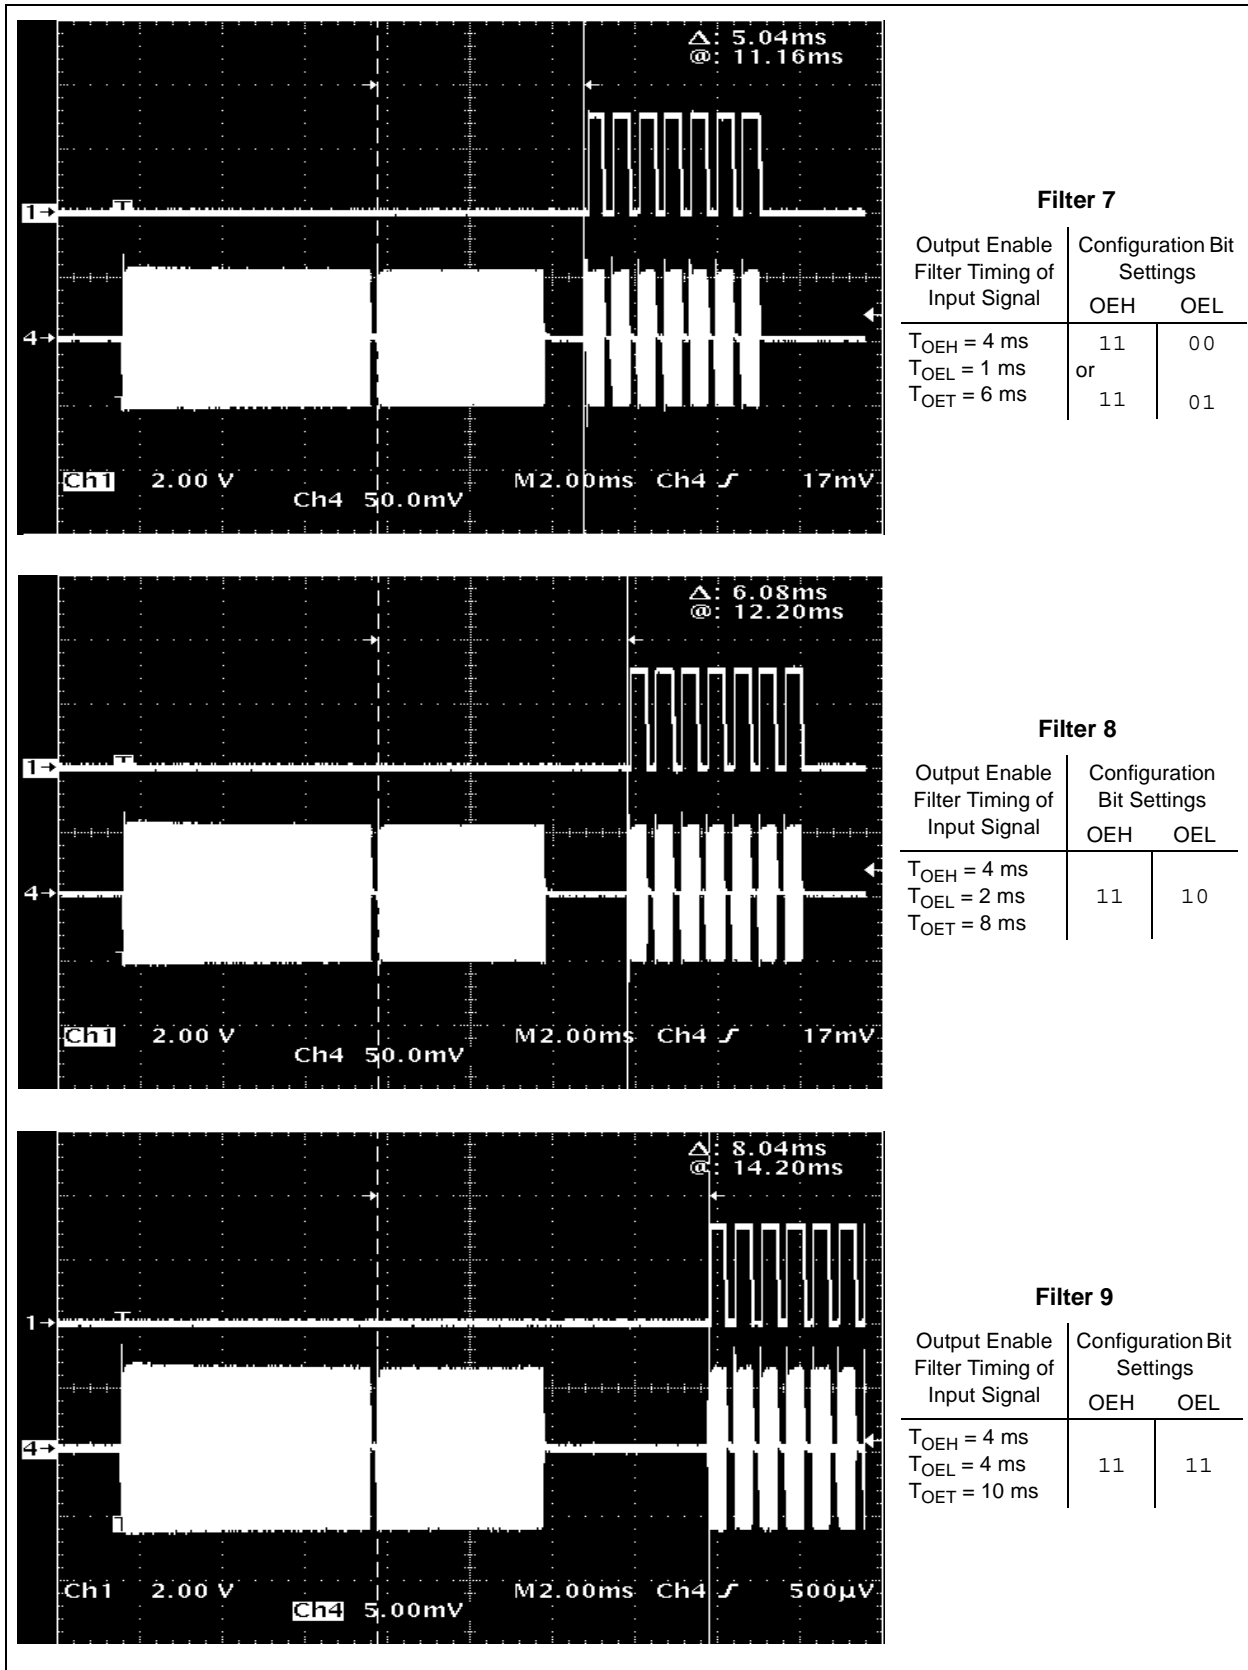 Δ: 5.04ms
@: 11.16ms
T
1→
4→
Ch1 2.00 V
Ch4 50.0mV
M2.00ms Ch4 17mV
Filter 7
Output Enable Filter Timing of Input Signal
Configuration Bit Settings
OEH OEL
TOEH = 4 ms
TOEL = 1 ms
TOET = 6 ms
11 00
or
11 01
Δ: 6.08ms
@: 12.20ms
T
1→
4→
Ch1 2.00 V
Ch4 50.0mV
M2.00ms Ch4 17mV
Filter 8
Output Enable Filter Timing of Input Signal
Configuration Bit Settings
OEH OEL
TOEH = 4 ms
TOEL = 2 ms
TOET = 8 ms
11 10
Δ: 8.04ms
@: 14.20ms
T
1→
4→
Ch1 2.00 V
Ch4 5.00mV
M2.00ms Ch4 500µV
Filter 9
Output Enable Filter Timing of Input Signal
Configuration Bit Settings
OEH OEL
TOEH = 4 ms
TOEL = 4 ms
TOET = 10 ms
11 11